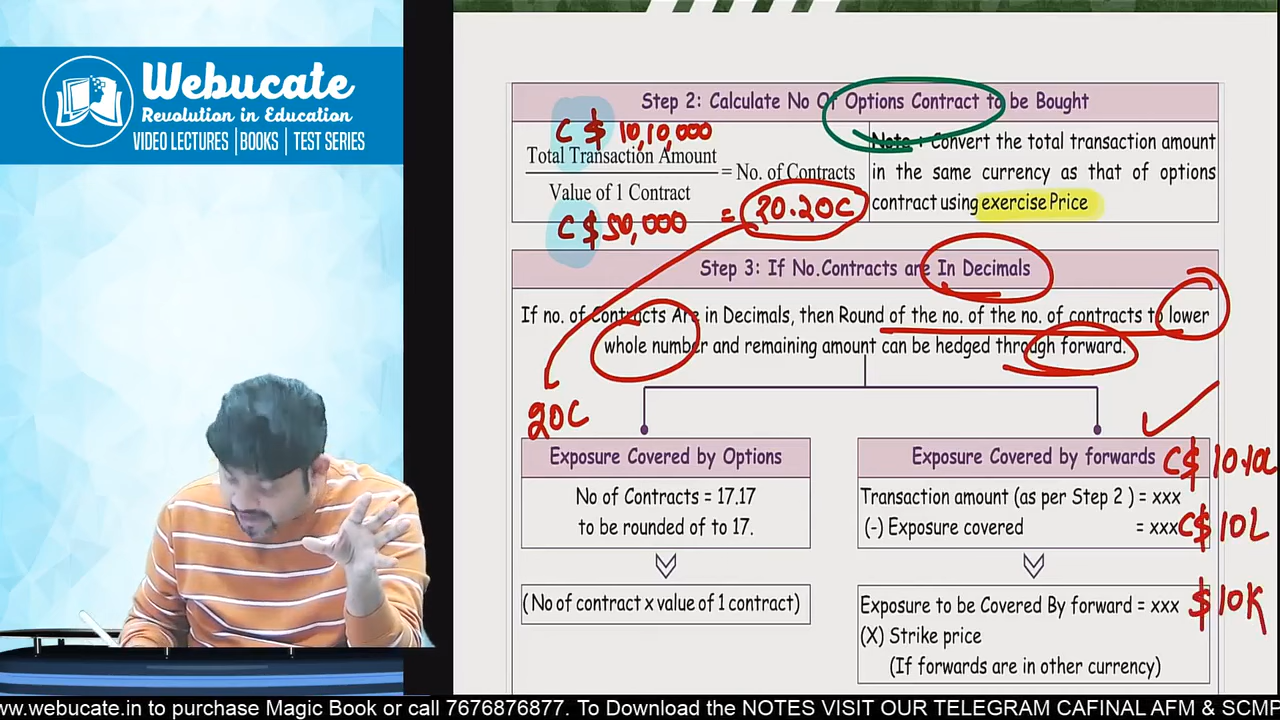 Webucate
Revolution in Education
VIDEO LECTURES | BOOKS | TEST SERIES
Step 2: Calculate No Of Options Contract to be Bought
C $ 10,10,000
Total Transaction Amount
Value of 1 Contract
= No. of Contracts
C $ 50,000 = 20.20C
Note : Convert the total transaction amount
in the same currency as that of options
contract using exercise Price
Step 3: If No.Contracts are In Decimals
If no. of Contracts Are in Decimals, then Round of the no. of the no. of contracts to lower
whole number and remaining amount can be hedged through forward.
20C
Exposure Covered by Options
No of Contracts = 17.17
to be rounded of to 17.
( No of contract x value of 1 contract)
Exposure Covered by forwards C$ 10.10L
Transaction amount (as per Step 2 ) = xxx
(-) Exposure covered = xxx C$ 10L
Exposure to be Covered By forward = xxx $ 10K
(X) Strike price
(If forwards are in other currency)
ww.webucate.in to purchase Magic Book or call 7676876877. To Download the NOTES VISIT OUR TELEGRAM CAFINAL AFM & SCMP